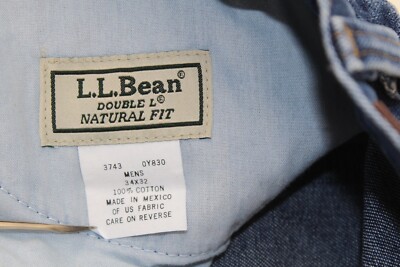 L.L.Bean®
DOUBLE L®
NATURAL FIT
3743 0Y830
MENS
34X32
100% COTTON
MADE IN MEXICO
OF US FABRIC
CARE ON REVERSE